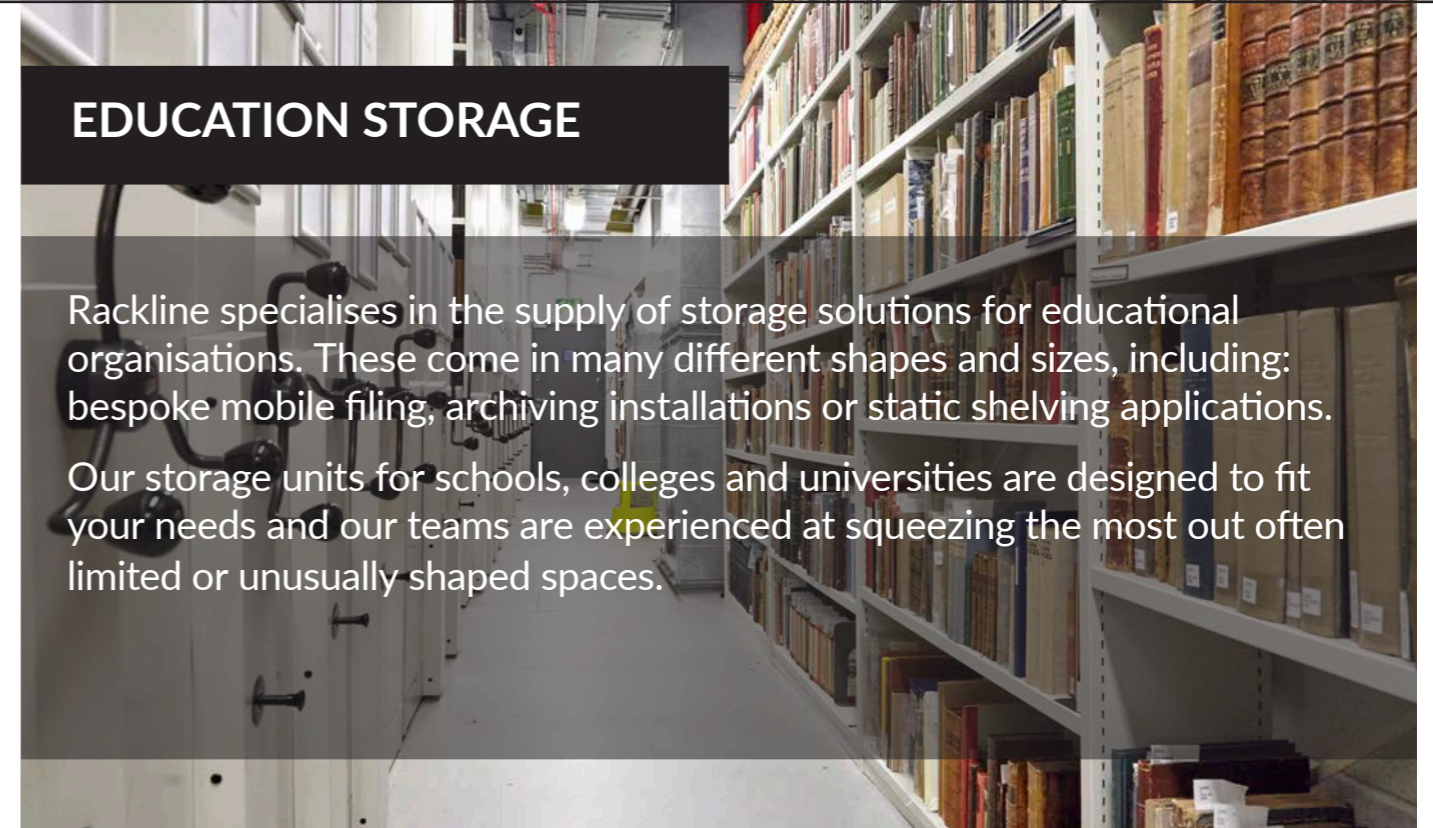 EDUCATION STORAGE
Rackline specialises in the supply of storage solutions for educational
organisations. These come in many different shapes and sizes, including:
bespoke mobile filing, archiving installations or static shelving applications.
Our storage units for schools, colleges and universities are designed to fit
your needs and our teams are experienced at squeezing the most out often
limited or unusually shaped spaces.